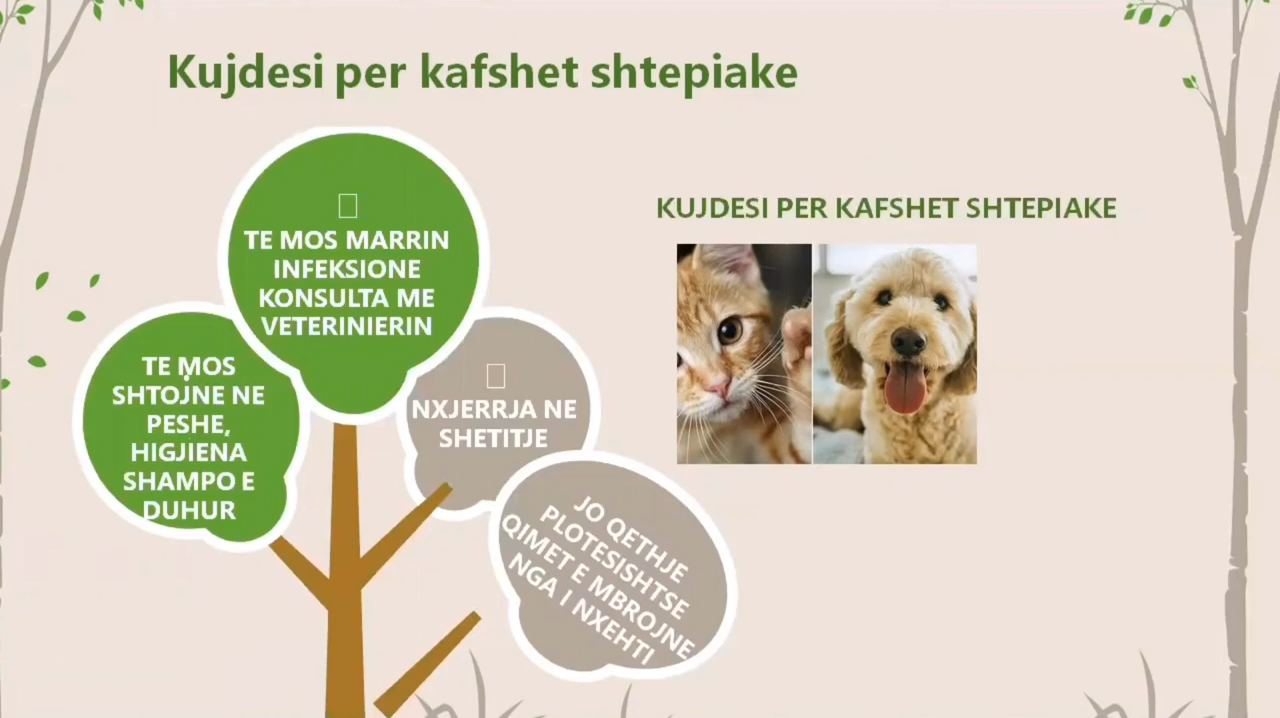 Kujdesi per kafshet shtepiake
TE MOS MARRIN
INFEKSIONE
KONSULTA ME
VETERINIERIN
TE MOS
SHTOJNE NE
PESHE,
HIGJIENA
SHAMPO E
DUHUR
NXJERRJA NE
SHETITJE
JO QETHJE
PLOTESISHTSE
QIMET E MBROJNE
NGA I NXEHTI
KUJDESI PER KAFSHET SHTEPIAKE